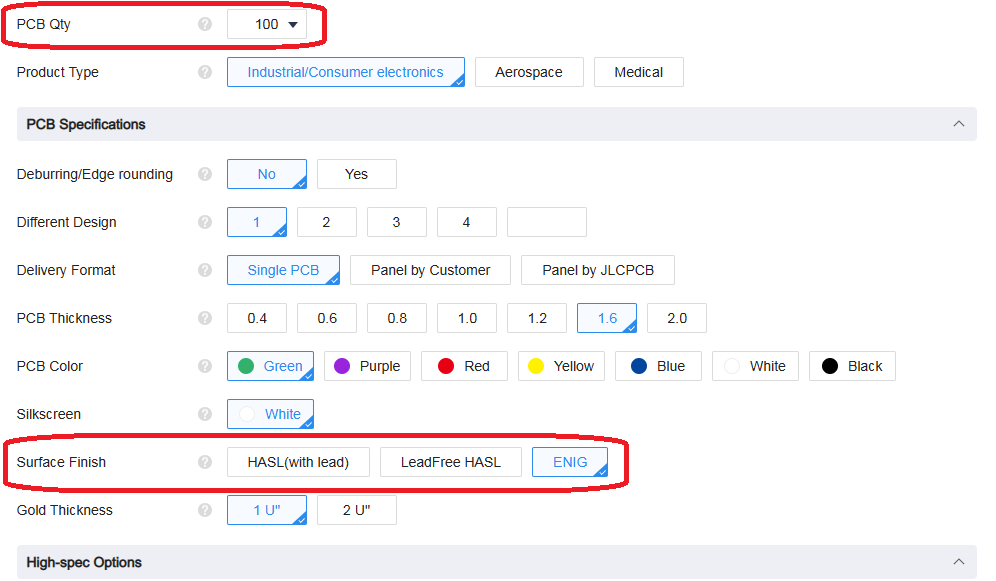 PCB Qty ? 100
Product Type ? Industrial/Consumer electronics Aerospace Medical
PCB Specifications
Deburring/Edge rounding ? No Yes
Different Design ? 1 2 3 4
Delivery Format ? Single PCB Panel by Customer Panel by JLCPCB
PCB Thickness ? 0.4 0.6 0.8 1.0 1.2 1.6 2.0
PCB Color ? Green Purple Red Yellow Blue White Black
Silkscreen ? White
Surface Finish ? HASL(with lead) LeadFree HASL ENIG
Gold Thickness ? 1 U" 2 U"
High-spec Options